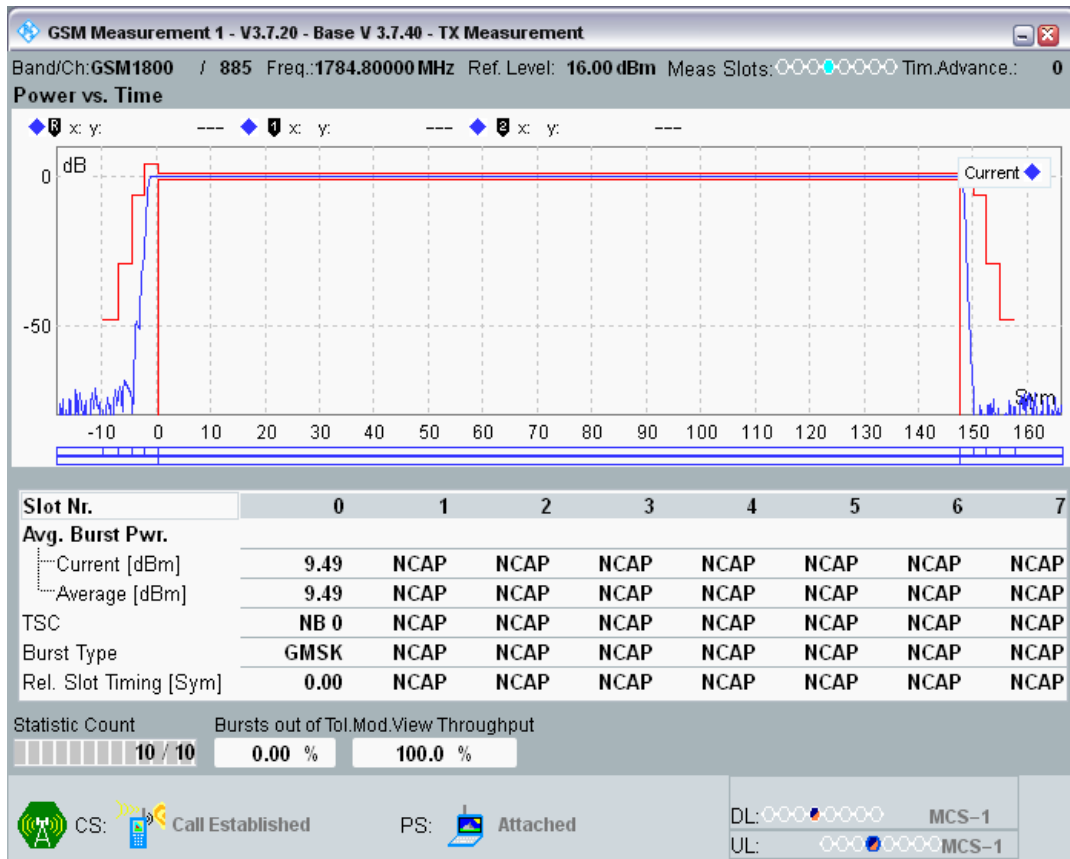 GSM Measurement 1 - V3.7.20 - Base V 3.7.40 - TX Measurement
Band/Ch:GSM1800 / 885 Freq.:1784.80000 MHz Ref. Level: 16.00 dBm Meas Slots: Tim.Advance.: 0
Power vs. Time
R x: y: --- 1 x: y: --- 2 x: y: ---
dB
Current
0
-50
Sym
-10 0 10 20 30 40 50 60 70 80 90 100 110 120 130 140 150 160
Slot Nr. 0 1 2 3 4 5 6 7
Avg. Burst Pwr.
Current [dBm] 9.49 NCAP NCAP NCAP NCAP NCAP NCAP NCAP
Average [dBm] 9.49 NCAP NCAP NCAP NCAP NCAP NCAP NCAP
TSC NB 0 NCAP NCAP NCAP NCAP NCAP NCAP NCAP
Burst Type GMSK NCAP NCAP NCAP NCAP NCAP NCAP NCAP
Rel. Slot Timing [Sym] 0.00 NCAP NCAP NCAP NCAP NCAP NCAP NCAP
Statistic Count Bursts out of Tol. Mod.View Throughput
10 / 10 0.00 % 100.0 %
CS: Call Established PS: Attached
DL: MCS-1
UL: MCS-1